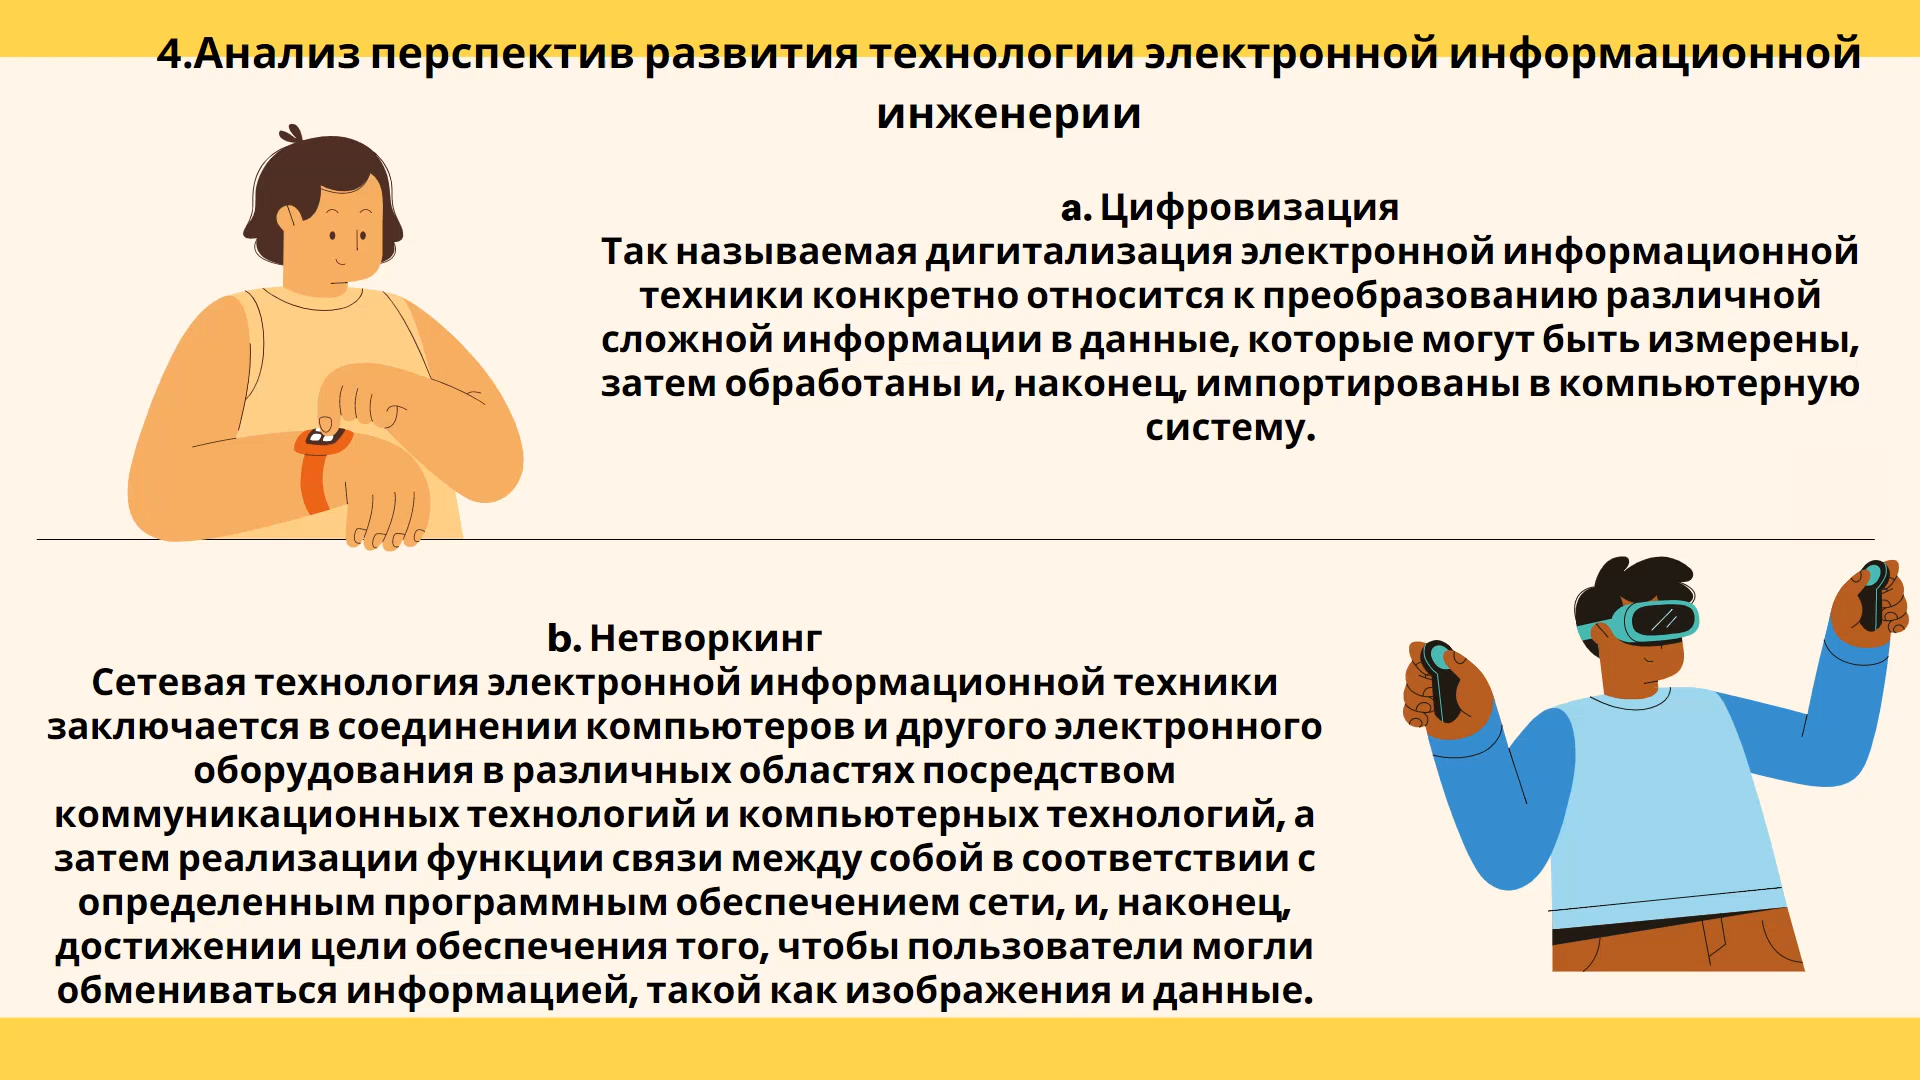 4.Анализ перспектив развития технологии электронной информационной
инженерии
a. Цифровизация
Так называемая дигитализация электронной информационной
техники конкретно относится к преобразованию различной
сложной информации в данные, которые могут быть измерены,
затем обработаны и, наконец, импортированы в компьютерную
систему.
b. Нетворкинг
Сетевая технология электронной информационной техники
заключается в соединении компьютеров и другого электронного
оборудования в различных областях посредством
коммуникационных технологий и компьютерных технологий, а
затем реализации функции связи между собой в соответствии с
определенным программным обеспечением сети, и, наконец,
достижении цели обеспечения того, чтобы пользователи могли
обмениваться информацией, такой как изображения и данные.